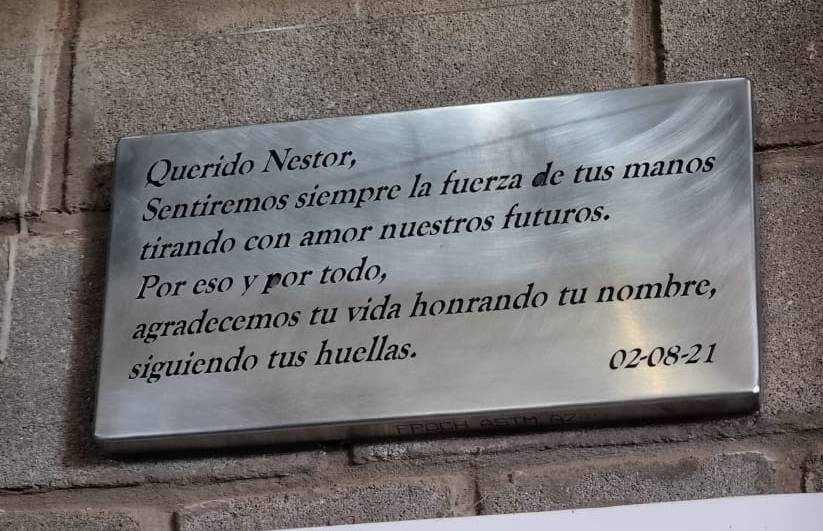 Querido Nestor,
Sentiremos siempre la fuerza de tus manos
tirando con amor nuestros futuros.
Por eso y por todo,
agradecemos tu vida honrando tu nombre,
siguiendo tus huellas.
02-08-21
ASTM